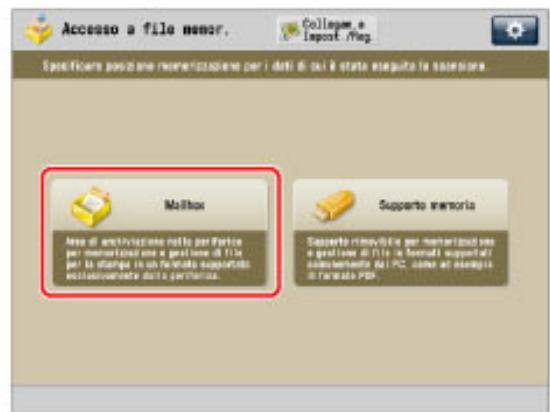 Accesso a file memor.
Collegam. e
Impost./Reg.
Specificare posizione memorizzazione per i dati di cui è stata eseguita la scansione.
Mailbox
Supporto memoria
Area di archiviazione nella periferica
per memorizzazione e gestione di file
per la stampa in un formato supportato
esclusivamente dalla periferica.
Supporto rimovibile per memorizzazione
e gestione di file in formati supportati
comunemente dai PC, come ad esempio
il formato PDF.